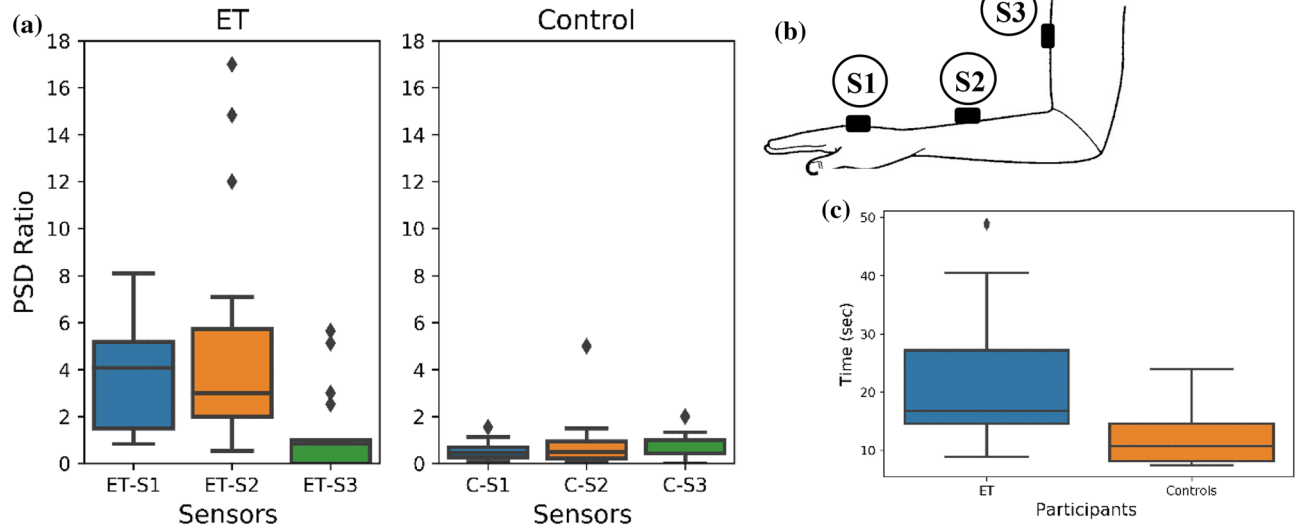 (a)
ET
Control
18
16
14
12
10
8
6
4
2
0
PSD Ratio
ET-S1 ET-S2 ET-S3
Sensors
18
16
14
12
10
8
6
4
2
0
C-S1 C-S2 C-S3
Sensors
(b)
S3
S1
S2
(c)
50
40
30
20
10
Time (sec)
ET Controls
Participants